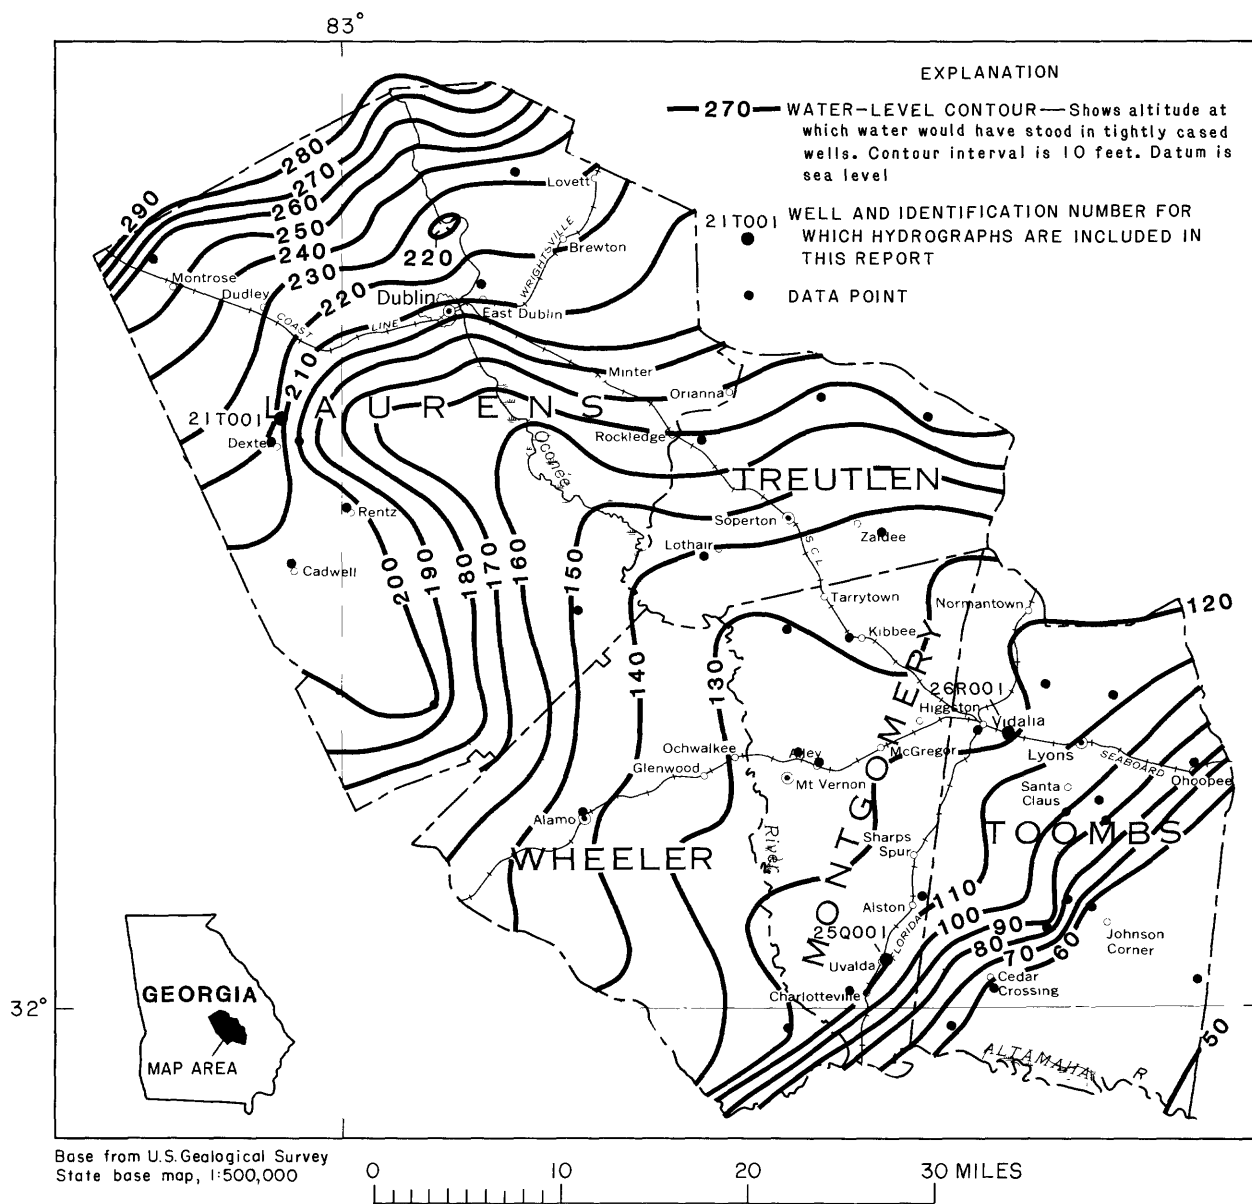 83°
EXPLANATION
270 WATER-LEVEL CONTOUR—Shows altitude at
which water would have stood in tightly cased
wells. Contour interval is 10 feet. Datum is
sea level
21T001 WELL AND IDENTIFICATION NUMBER FOR
WHICH HYDROGRAPHS ARE INCLUDED IN
THIS REPORT
DATA POINT
290
280
270
260
250
240
230
220
210
220
Lovett
WRIGHTSVILLE
Brewton
Montrose
Dudley
COAST
LINE
Dublin
East Dublin
Minter
Orianna
21T001
LAURENS
Dexter
Rockledge
Oconee
TREUTLEN
Rentz
Soperton
S C L
Zaidee
Lothair
Cadwell
200
190
180
170
160
150
140
130
120
Tarrytown
Normantown
Kibbee
26R001
Higgston
Vidalia
Ochwalkee
Ailey
McGregor
Lyons
SEABOARD
Ohoopee
Glenwood
Mt Vernon
Santa
Claus
Alamo
MONTGOMERY
TOOMBS
WHEELER
River
Sharps
Spur
Alston
FLORIDA
110
100
90
80
70
60
Johnson
Corner
25Q001
Uvalda
Cedar
Crossing
Charlotteville
32°
GEORGIA
MAP AREA
ALTAMAHA R
50
Base from U.S. Geological Survey
State base map, 1:500,000
0 10 20 30 MILES